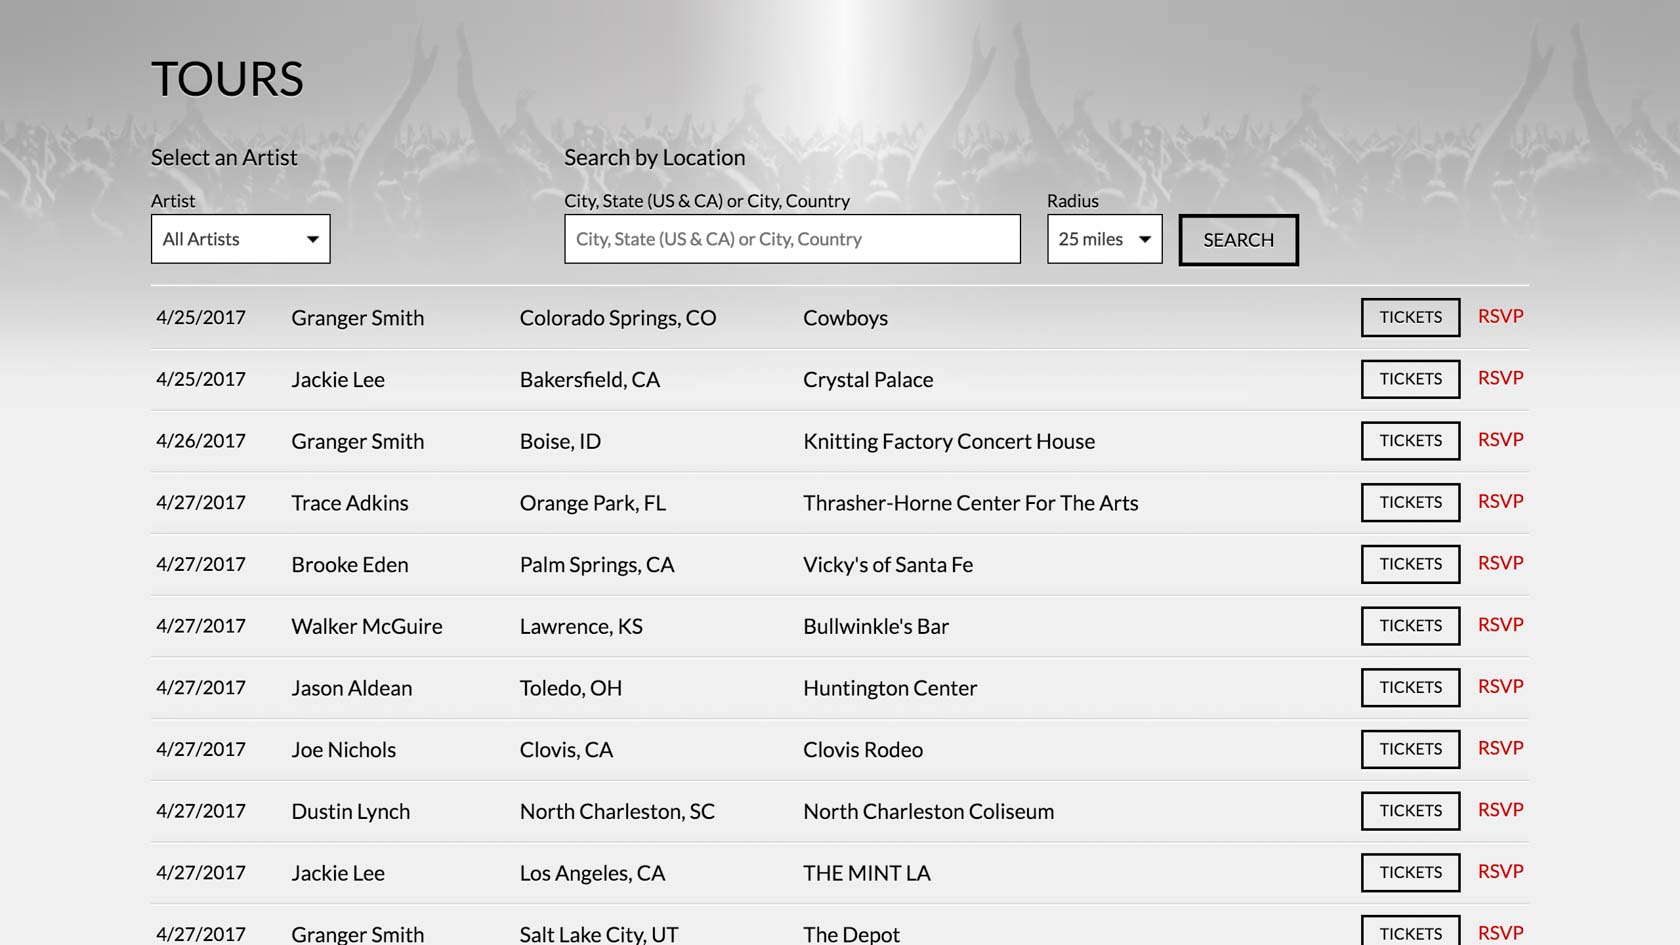 TOURS
Select an Artist
Search by Location
Artist
City, State (US & CA) or City, Country
Radius
All Artists
City, State (US & CA) or City, Country
25 miles
SEARCH
4/25/2017 Granger Smith Colorado Springs, CO Cowboys TICKETS RSVP
4/25/2017 Jackie Lee Bakersfield, CA Crystal Palace TICKETS RSVP
4/26/2017 Granger Smith Boise, ID Knitting Factory Concert House TICKETS RSVP
4/27/2017 Trace Adkins Orange Park, FL Thrasher-Horne Center For The Arts TICKETS RSVP
4/27/2017 Brooke Eden Palm Springs, CA Vicky's of Santa Fe TICKETS RSVP
4/27/2017 Walker McGuire Lawrence, KS Bullwinkle's Bar TICKETS RSVP
4/27/2017 Jason Aldean Toledo, OH Huntington Center TICKETS RSVP
4/27/2017 Joe Nichols Clovis, CA Clovis Rodeo TICKETS RSVP
4/27/2017 Dustin Lynch North Charleston, SC North Charleston Coliseum TICKETS RSVP
4/27/2017 Jackie Lee Los Angeles, CA THE MINT LA TICKETS RSVP
4/27/2017 Granger Smith Salt Lake City, UT The Depot TICKETS RSVP